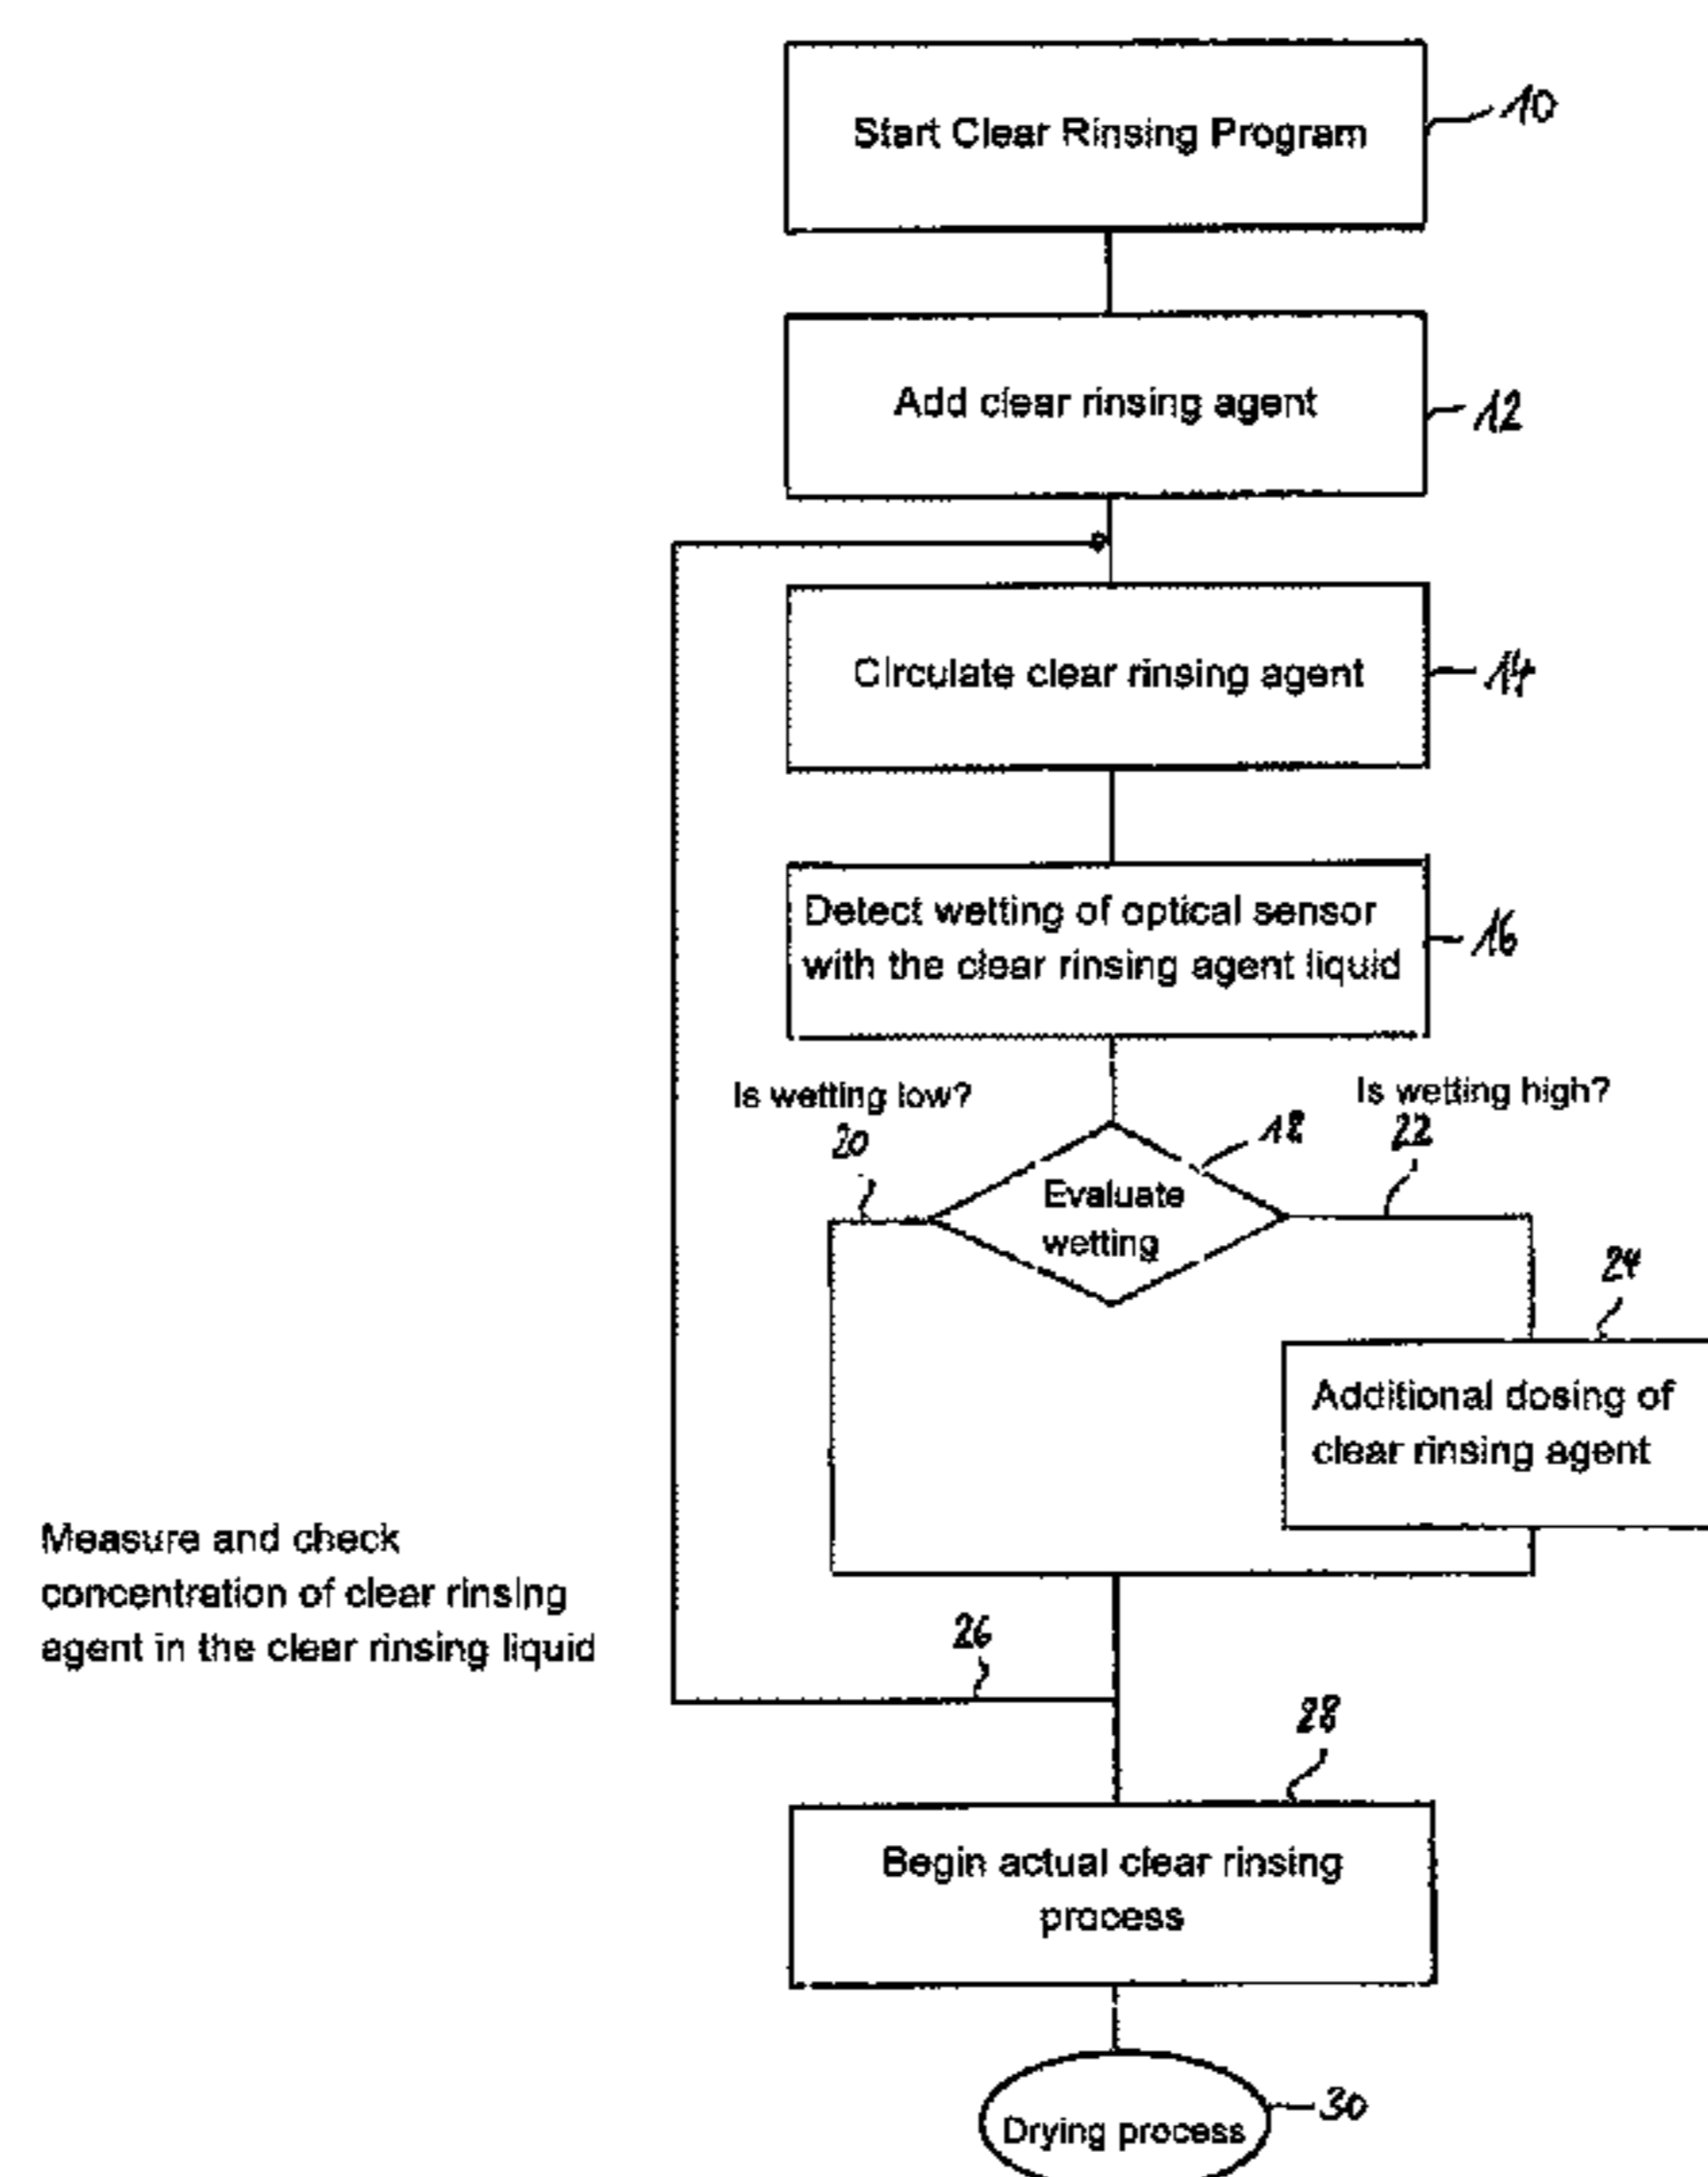 Start Clear Rinsing Program
10
Add clear rinsing agent
12
Circulate clear rinsing agent
14
Detect wetting of optical sensor
with the clear rinsing agent liquid
16
Is wetting low?
20
Is wetting high?
22
18
Evaluate
wetting
24
Additional dosing of
clear rinsing agent
Measure and check
concentration of clear rinsing
agent in the clear rinsing liquid
26
28
Begin actual clear rinsing
process
Drying process
30